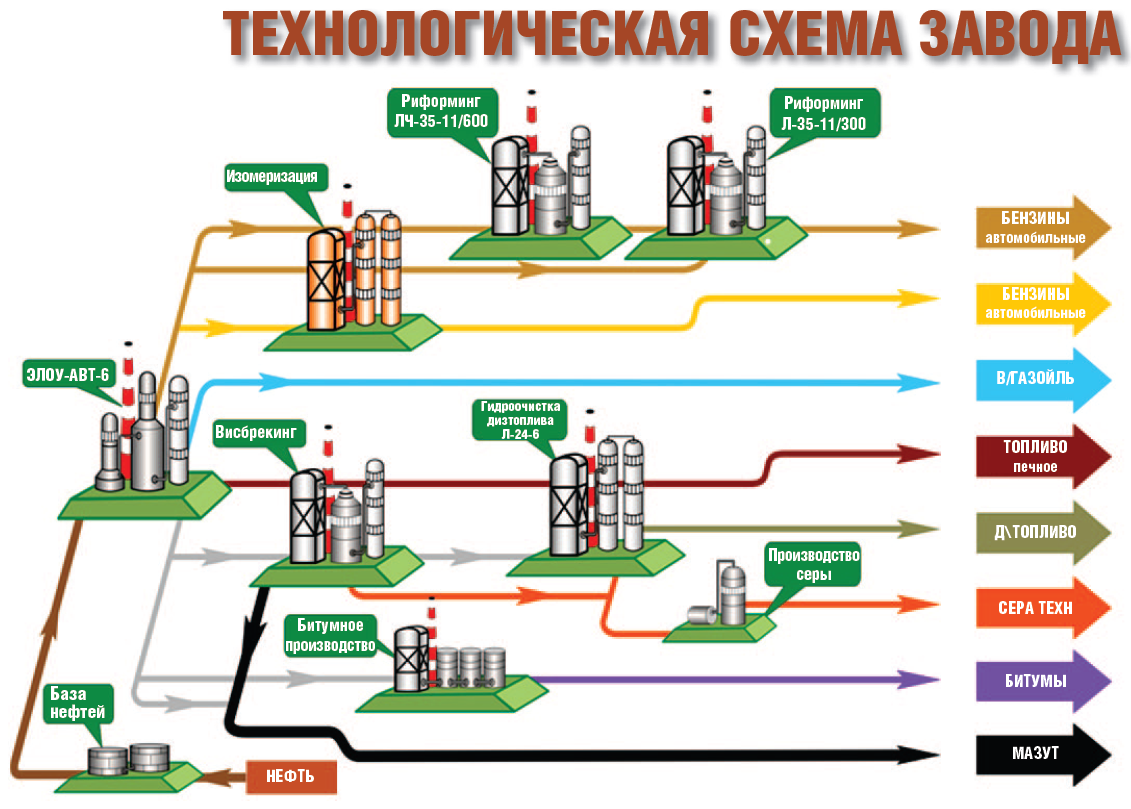 ТЕХНОЛОГИЧЕСКАЯ СХЕМА ЗАВОДА
Риформинг
ЛЧ-35-11/600
Риформинг
Л-35-11/300
Изомеризация
БЕНЗИНЫ
автомобильные
БЕНЗИНЫ
автомобильные
ЭЛОУ-АВТ-6
В/ГАЗОЙЛЬ
Висбрекинг
Гидроочистка
дизтоплива
Л-24-6
ТОПЛИВО
печное
Д\ТОПЛИВО
Производство
серы
СЕРА ТЕХН
Битумное
производство
БИТУМЫ
База
нефтей
МАЗУТ
НЕФТЬ